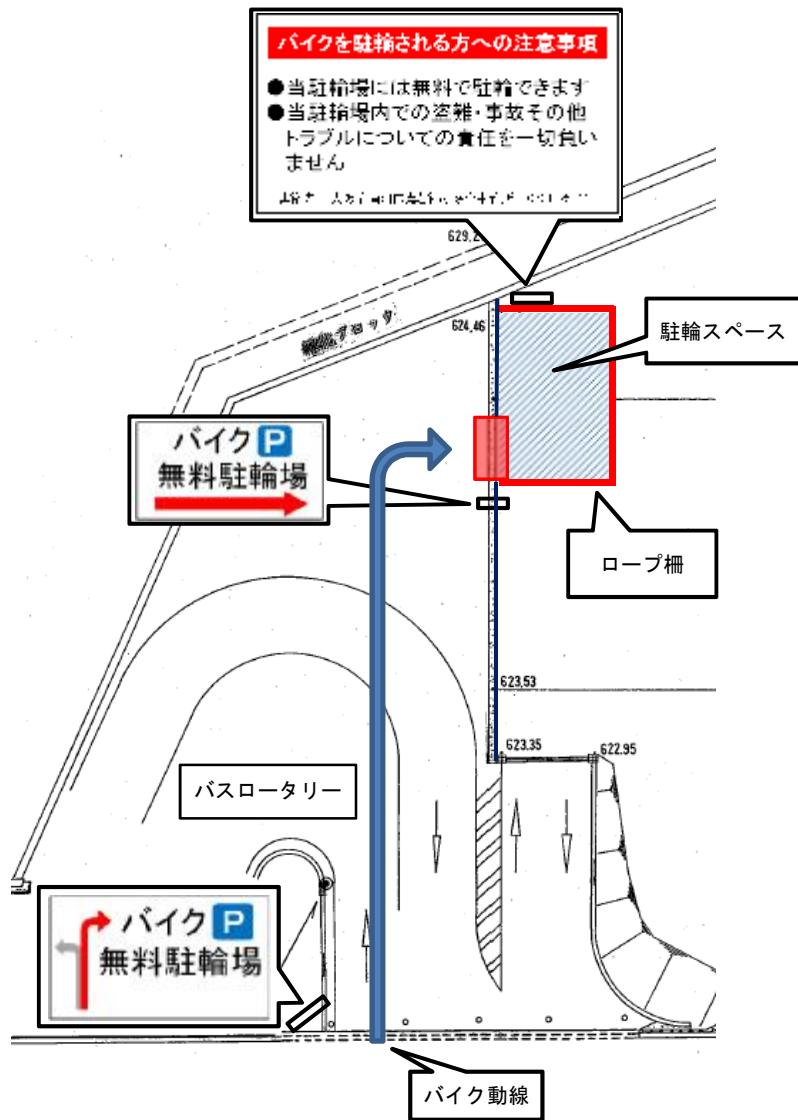 バイクを駐輪される方への注意事項
●当駐輪場には無料で駐輪できます
●当駐輪場内での盗難・事故その他
トラブルについての責任を一切負い
ません
624.46
ブロック
駐輪スペース
バイク P
無料駐輪場
ロープ柵
623.53
623.35
622.95
バスロータリー
バイク P
無料駐輪場
バイク動線